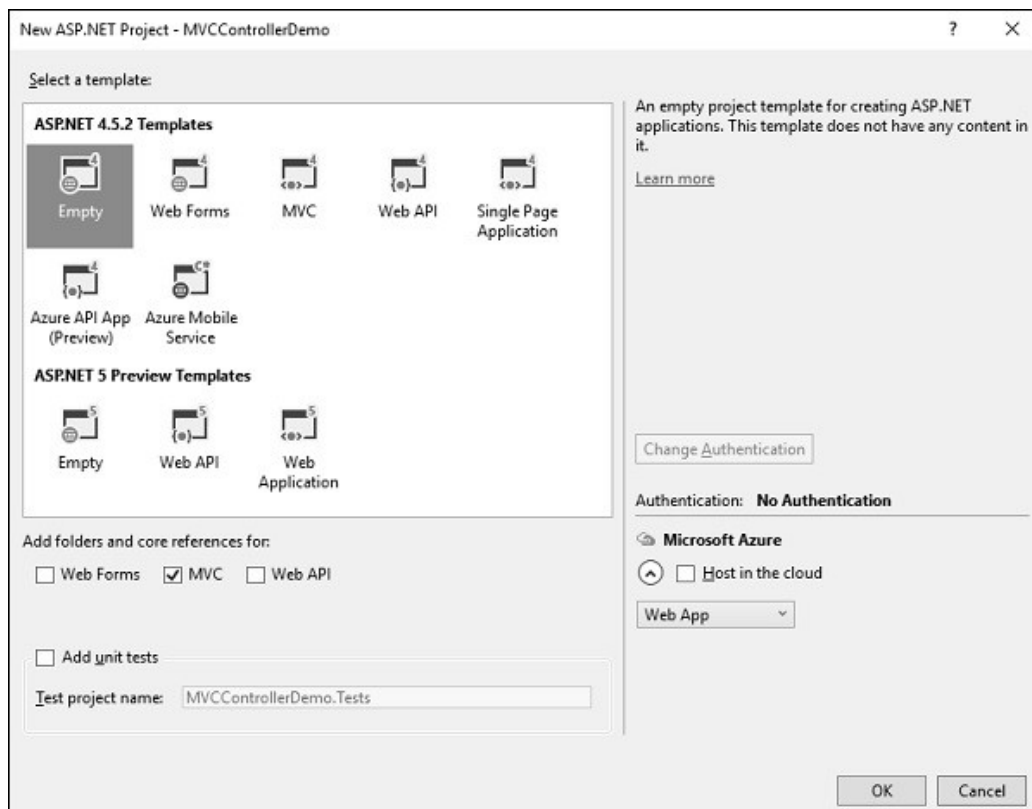 New ASP.NET Project - MVCControllerDemo
?
Select a template:
ASP.NET 4.5.2 Templates
Empty
Web Forms
MVC
Web API
Single Page
Application
Azure API App
(Preview)
Azure Mobile
Service
ASP.NET 5 Preview Templates
Empty
Web API
Web
Application
Add folders and core references for:
Web Forms
MVC
Web API
Add unit tests
Test project name: MVCControllerDemo.Tests
An empty project template for creating ASP.NET
applications. This template does not have any content in
it.
Learn more
Change Authentication
Authentication: No Authentication
Microsoft Azure
Host in the cloud
Web App
OK
Cancel